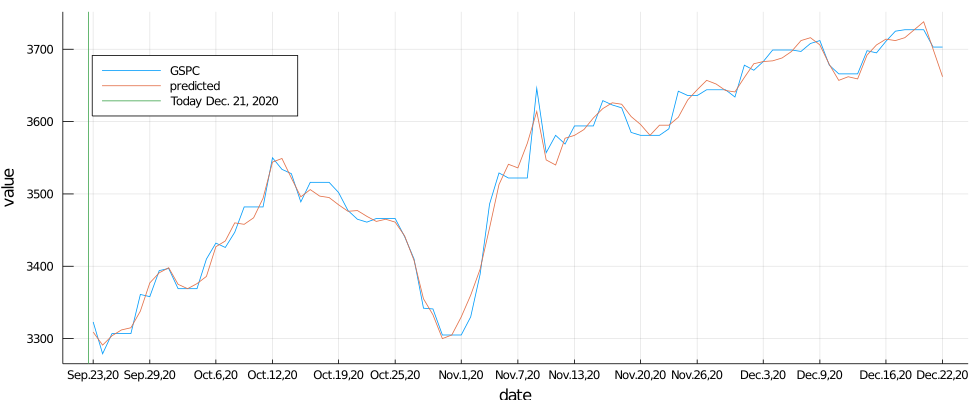 3700
3600
3500
3400
3300
value
GSPC
predicted
Today Dec. 21, 2020
Sep.23,20 Sep.29,20 Oct.6,20 Oct.12,20 Oct.19,20 Oct.25,20 Nov.1,20 Nov.7,20 Nov.13,20 Nov.20,20 Nov.26,20 Dec.3,20 Dec.9,20 Dec.16,20 Dec.22,20
date